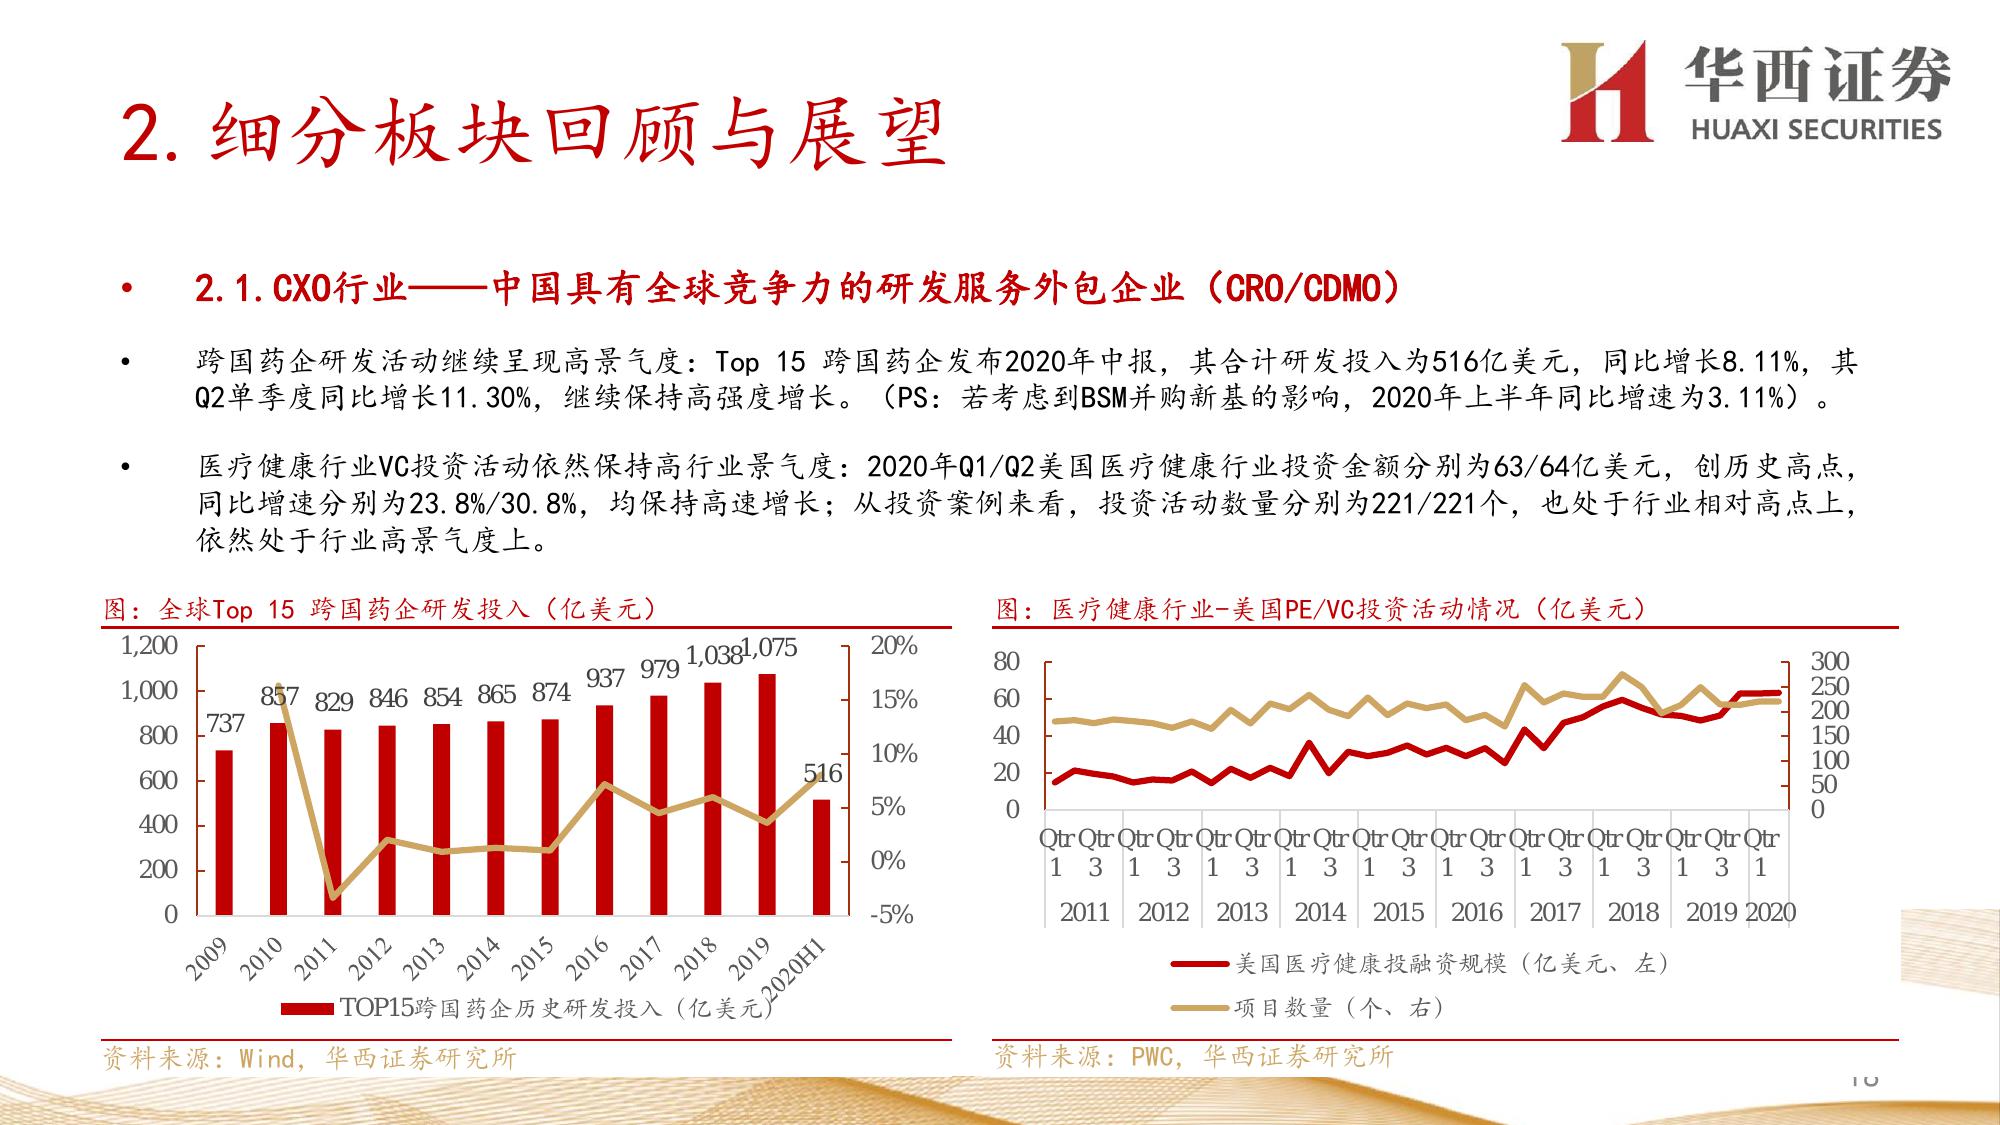 华西证券
HUAXI SECURITIES
2. 细分板块回顾与展望
• 2.1.CXO行业——中国具有全球竞争力的研发服务外包企业（CRO/CDMO）
• 跨国药企研发活动继续呈现高景气度：Top 15 跨国药企发布2020年中报，其合计研发投入为516亿美元，同比增长8.11%，其
Q2单季度同比增长11.30%，继续保持高强度增长。（PS：若考虑到BSM并购新基的影响，2020年上半年同比增速为3.11%）。
• 医疗健康行业VC投资活动依然保持高行业景气度：2020年Q1/Q2美国医疗健康行业投资金额分别为63/64亿美元，创历史高点，
同比增速分别为23.8%/30.8%，均保持高速增长；从投资案例来看，投资活动数量分别为221/221个，也处于行业相对高点上，
依然处于行业高景气度上。
图：全球Top 15 跨国药企研发投入（亿美元）
1,200
1,000
800
600
400
200
0
737
857
829
846
854
865
874
937
979
1,038
1,075
516
20%
15%
10%
5%
0%
-5%
2009
2010
2011
2012
2013
2014
2015
2016
2017
2018
2019
2020H1
TOP15跨国药企历史研发投入（亿美元）
资料来源：Wind，华西证券研究所
图：医疗健康行业-美国PE/VC投资活动情况（亿美元）
80
60
40
20
0
300
250
200
150
100
50
0
Qtr Qtr Qtr Qtr Qtr Qtr Qtr Qtr Qtr Qtr Qtr Qtr Qtr Qtr Qtr Qtr Qtr Qtr Qtr
1 3 1 3 1 3 1 3 1 3 1 3 1 3 1 3 1 3 1
2011 2012 2013 2014 2015 2016 2017 2018 2019 2020
美国医疗健康投融资规模（亿美元、左）
项目数量（个、右）
资料来源：PWC，华西证券研究所